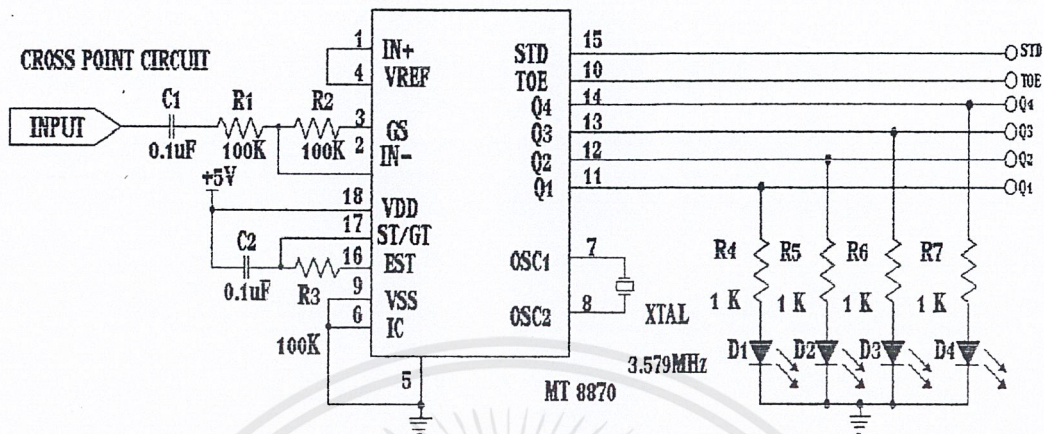 CROSS POINT CIRCUIT
INPUT
C1
0.1uF
R1
100K
R2
100K
+5V
C2
0.1uF
R3
100K
1 IN+
4 VREF
3 GS
2 IN-
18 VDD
17 ST/GT
16 EST
9 VSS
6 IC
5
STD 15 STD
TOE 10 TOE
Q4 14 Q4
Q3 13 Q3
Q2 12 Q2
Q1 11 Q1
OSC1 7
OSC2 8
XTAL
3.579MHz
MT 8870
R4 R5 R6 R7
1 K 1 K 1 K 1 K
D1 D2 D3 D4